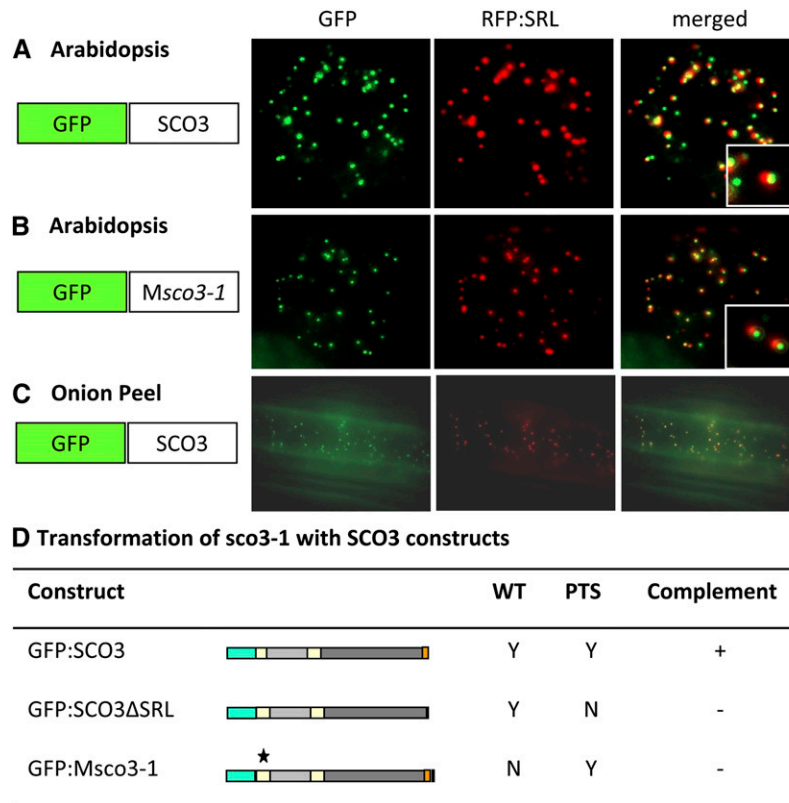 GFP RFP:SRL merged
A Arabidopsis
GFP SCO3
B Arabidopsis
GFP Msco3-1
C Onion Peel
GFP SCO3
D Transformation of sco3-1 with SCO3 constructs
Construct WT PTS Complement
GFP:SCO3 Y Y +
GFP:SCO3ΔSRL Y N -
GFP:Msco3-1 N Y -